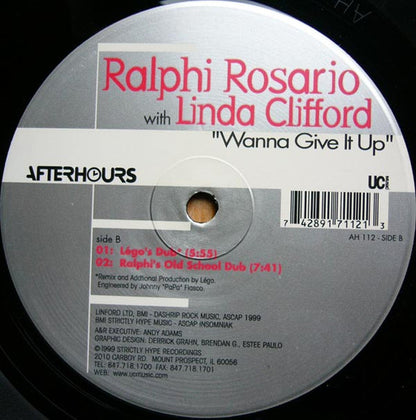 Ralphi Rosario
with Linda Clifford
"Wanna Give It Up"
AFTERHOURS
UC
7 42891 71121 3
AH 112 - SIDE B
side B
01: Légo's Dub* (5:55)
02: Ralphi's Old School Dub (7:41)
*Remix and Addtional Production by Légo.
Engineered by Johnny "PaPa" Fiasco.
LINFORD LTD, BMI - DASHRIP ROCK MUSIC, ASCAP 1999
BMI STRICTLY HYPE MUSIC - ASCAP INSOMNIAK
A&R EXECUTIVE: ANDY ADAMS
GRAPHIC DESIGN: DERRICK GRAHN, BRENDAN G., ESTEE PAULO
©1999 STRICTLY HYPE RECORDINGS
2010 CARBOY RD. MOUNT PROSPECT, IL 60056
TEL: 847.718.1700 FAX: 847.718.1701
WEB: www.ucmusic.com